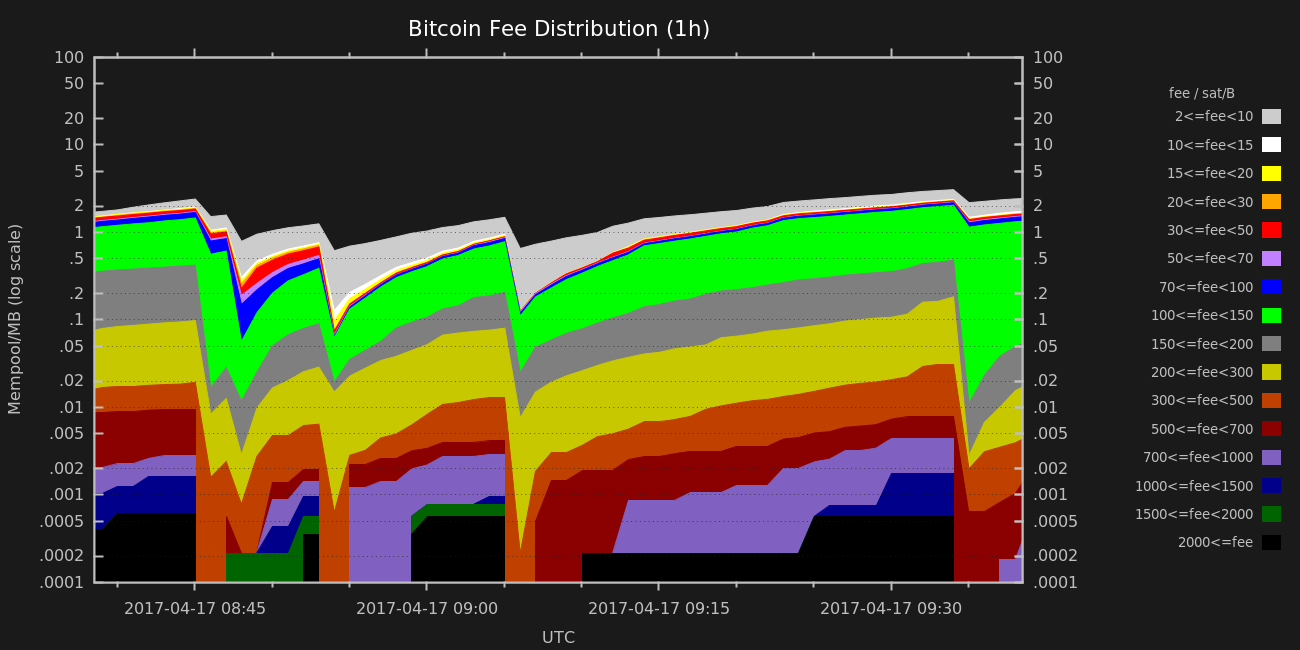 Bitcoin Fee Distribution (1h)
100
50
20
10
5
2
1
.5
.2
.1
.05
.02
.01
.005
.002
.001
.0005
.0002
.0001
Mempool/MB (log scale)
100
50
20
10
5
2
1
.5
.2
.1
.05
.02
.01
.005
.002
.001
.0005
.0002
.0001
fee / sat/B
2<=fee<10
10<=fee<15
15<=fee<20
20<=fee<30
30<=fee<50
50<=fee<70
70<=fee<100
100<=fee<150
150<=fee<200
200<=fee<300
300<=fee<500
500<=fee<700
700<=fee<1000
1000<=fee<1500
1500<=fee<2000
2000<=fee
2017-04-17 08:45
2017-04-17 09:00
2017-04-17 09:15
2017-04-17 09:30
UTC